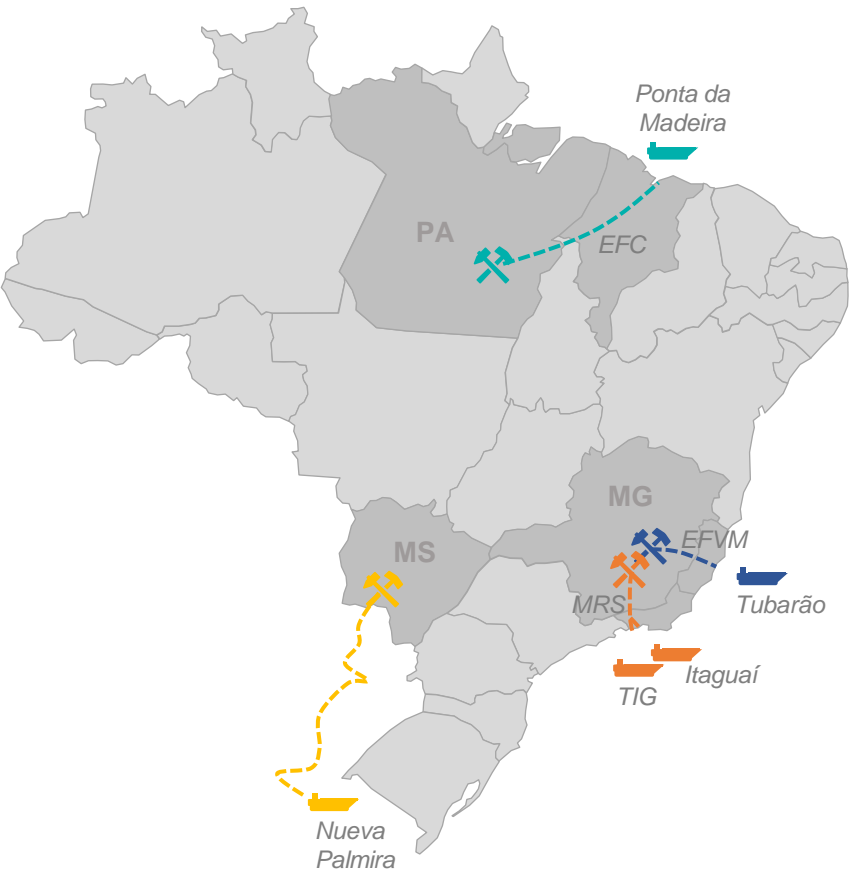 Ponta da
Madeira
PA
EFC
MG
EFVM
MS
MRS
Tubarão
Itaguaí
TIG
Nueva
Palmira